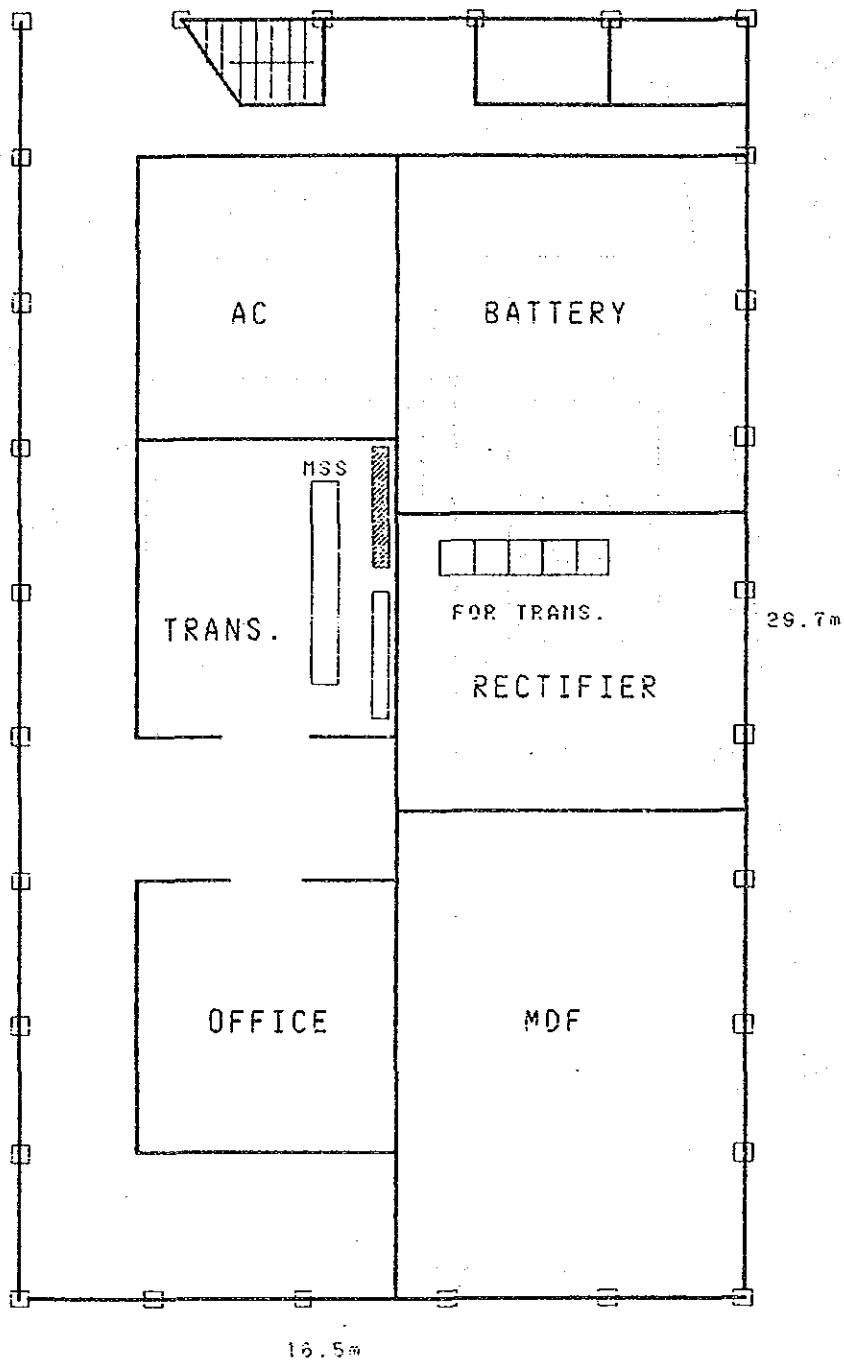 AC
BATTERY
MSS
TRANS.
FOR TRANS.
29.7m
RECTIFIER
OFFICE
MDF
16.5m